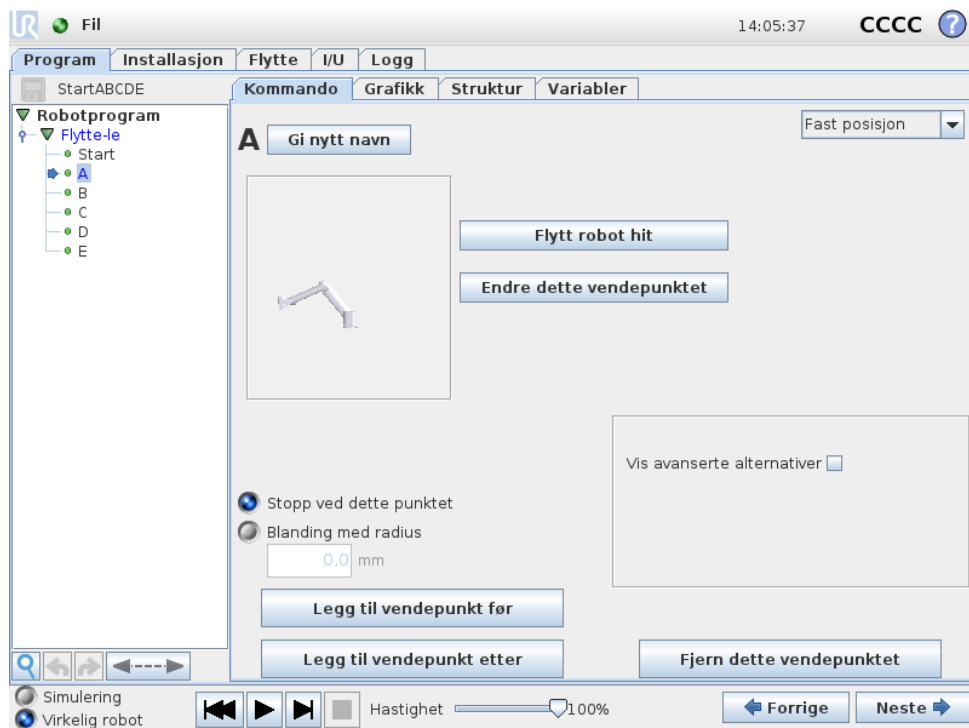 UR Fil 14:05:37 CCCC ?
Program Installasjon Flytte I/U Logg
StartABCDE Kommando Grafikk Struktur Variabler
Robotprogram
Flytte-le
Start
A
B
C
D
E
A Gi nytt navn Fast posisjon
Flytt robot hit
Endre dette vendepunktet
Vis avanserte alternativer
Stopp ved dette punktet
Blanding med radius
0,0 mm
Legg til vendepunkt før
Legg til vendepunkt etter Fjern dette vendepunktet
Simulering
Virkelig robot
Hastighet 100% Forrige Neste